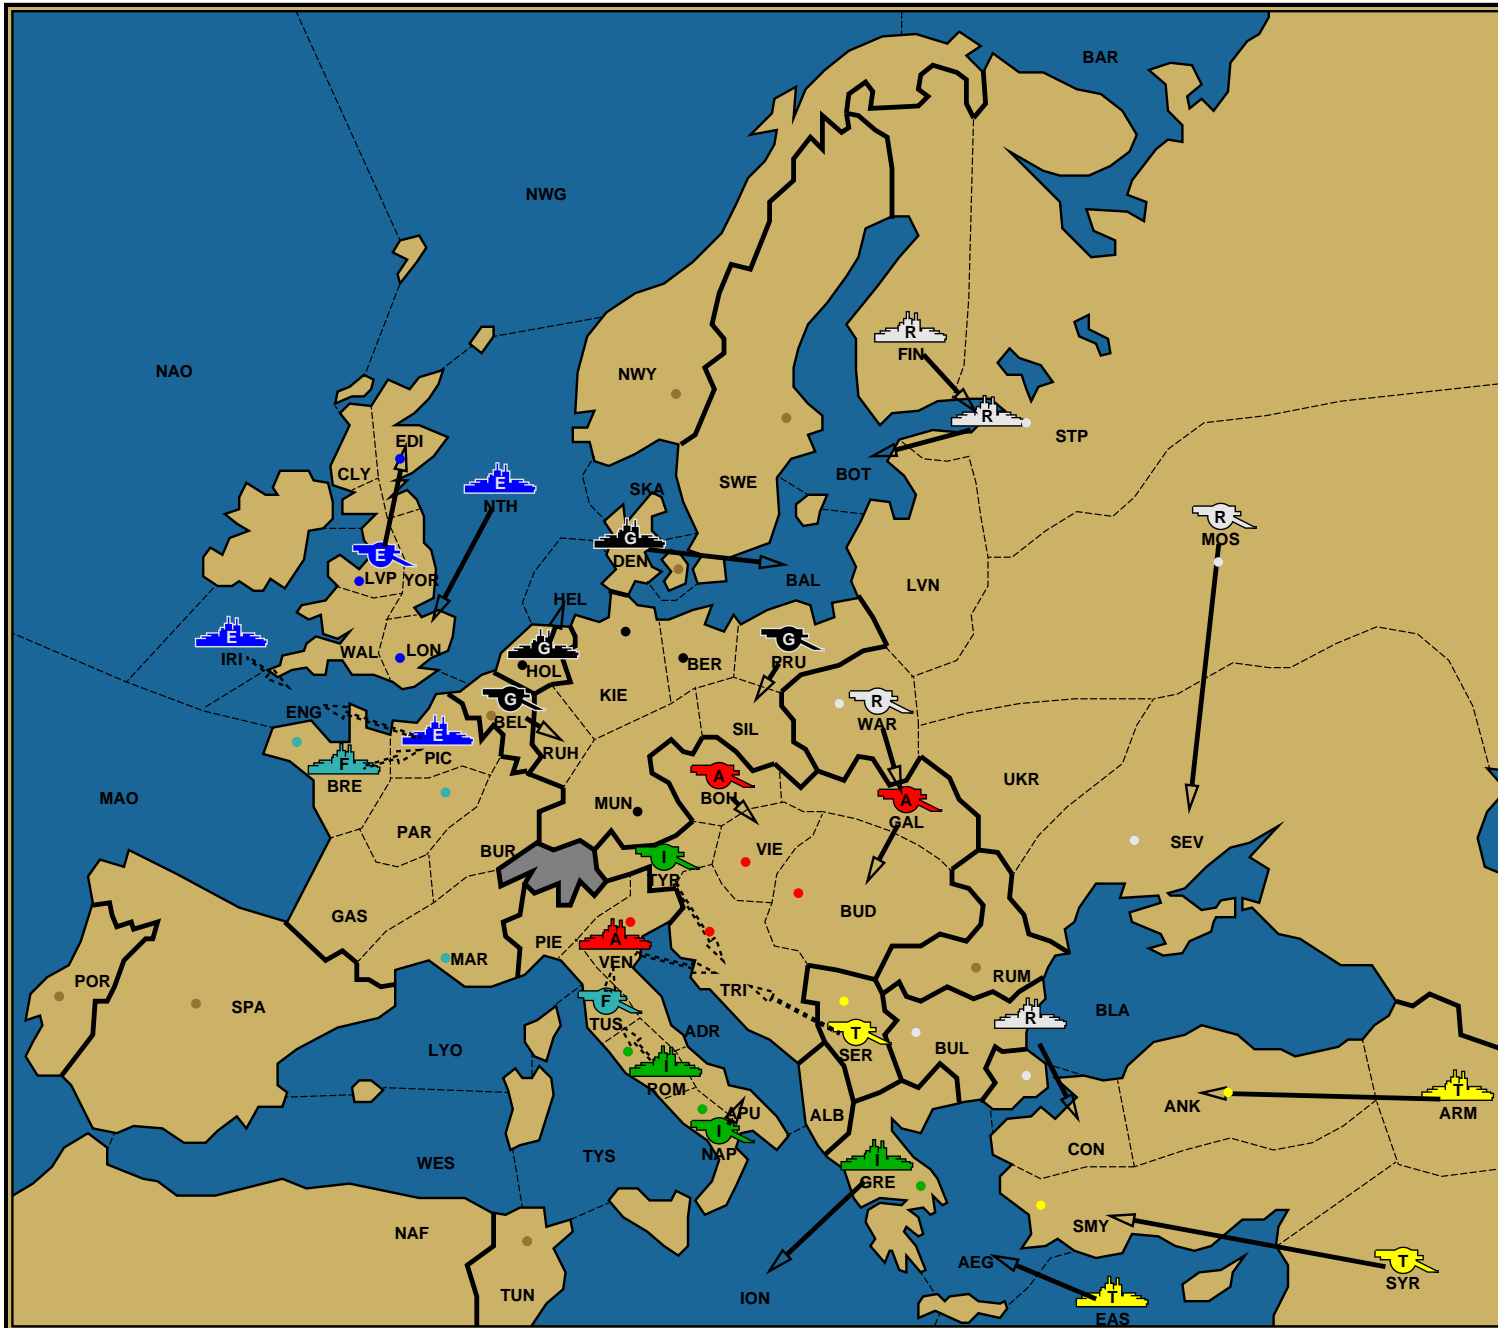 BAR
NWG
R
FIN
NAO
NWY
R
STP
EDI
CLY
BOT
E
NTH
SWE
SKA
R
MOS
G
DEN
E
LVP
YOR
BAL
LVN
HEL
E
IRI
WAL
LON
G
HOL
G
PRU
BER
KIE
G
BEL
R
WAR
ENG
E
PIC
SIL
RUH
F
BRE
A
BOH
UKR
MAO
MUN
A
GAL
PAR
SEV
BUR
VIE
I
TYR
BUD
GAS
A
VEN
PIE
MAR
RUM
POR
TRI
SPA
F
TUS
R
BLA
ADR
T
SER
BUL
LYO
I
ROM
T
ARM
ANK
APU
ALB
I
NAP
CON
WES
TYS
I
GRE
NAF
SMY
AEG
T
SYR
TUN
ION
T
EAS